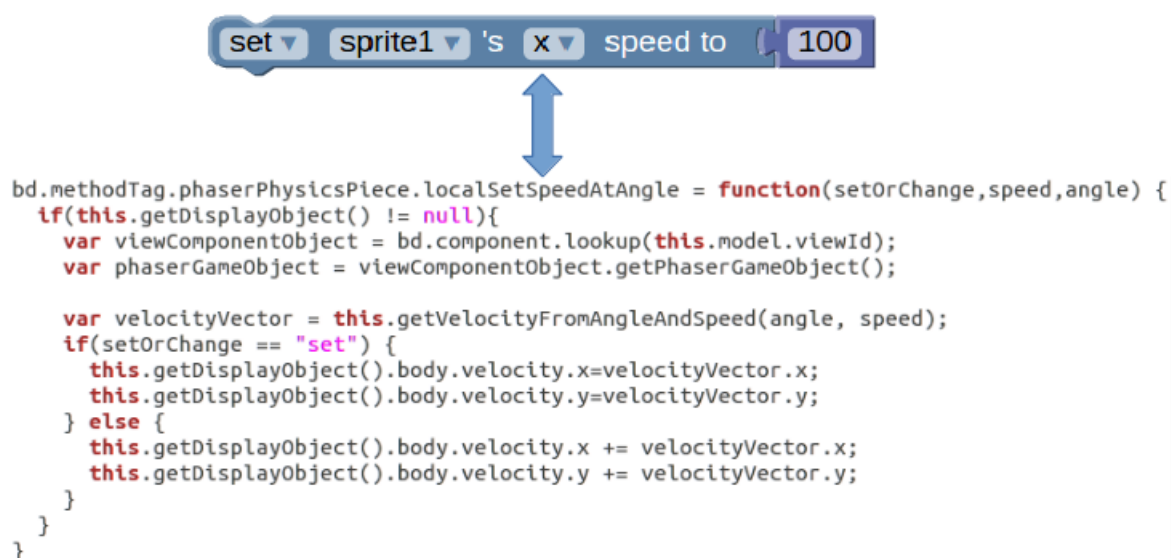 set ▾ sprite1 ▾ 's x ▾ speed to 100
bd.methodTag.phaserPhysicsPiece.localSetSpeedAtAngle = function(setOrChange,speed,angle) {
  if(this.getDisplayObject() != null){
    var viewComponentObject = bd.component.lookup(this.model.viewId);
    var phaserGameObject = viewComponentObject.getPhaserGameObject();
    var velocityVector = this.getVelocityFromAngleAndSpeed(angle, speed);
    if(setOrChange == "set") {
      this.getDisplayObject().body.velocity.x=velocityVector.x;
      this.getDisplayObject().body.velocity.y=velocityVector.y;
    } else {
      this.getDisplayObject().body.velocity.x += velocityVector.x;
      this.getDisplayObject().body.velocity.y += velocityVector.y;
    }
  }
}